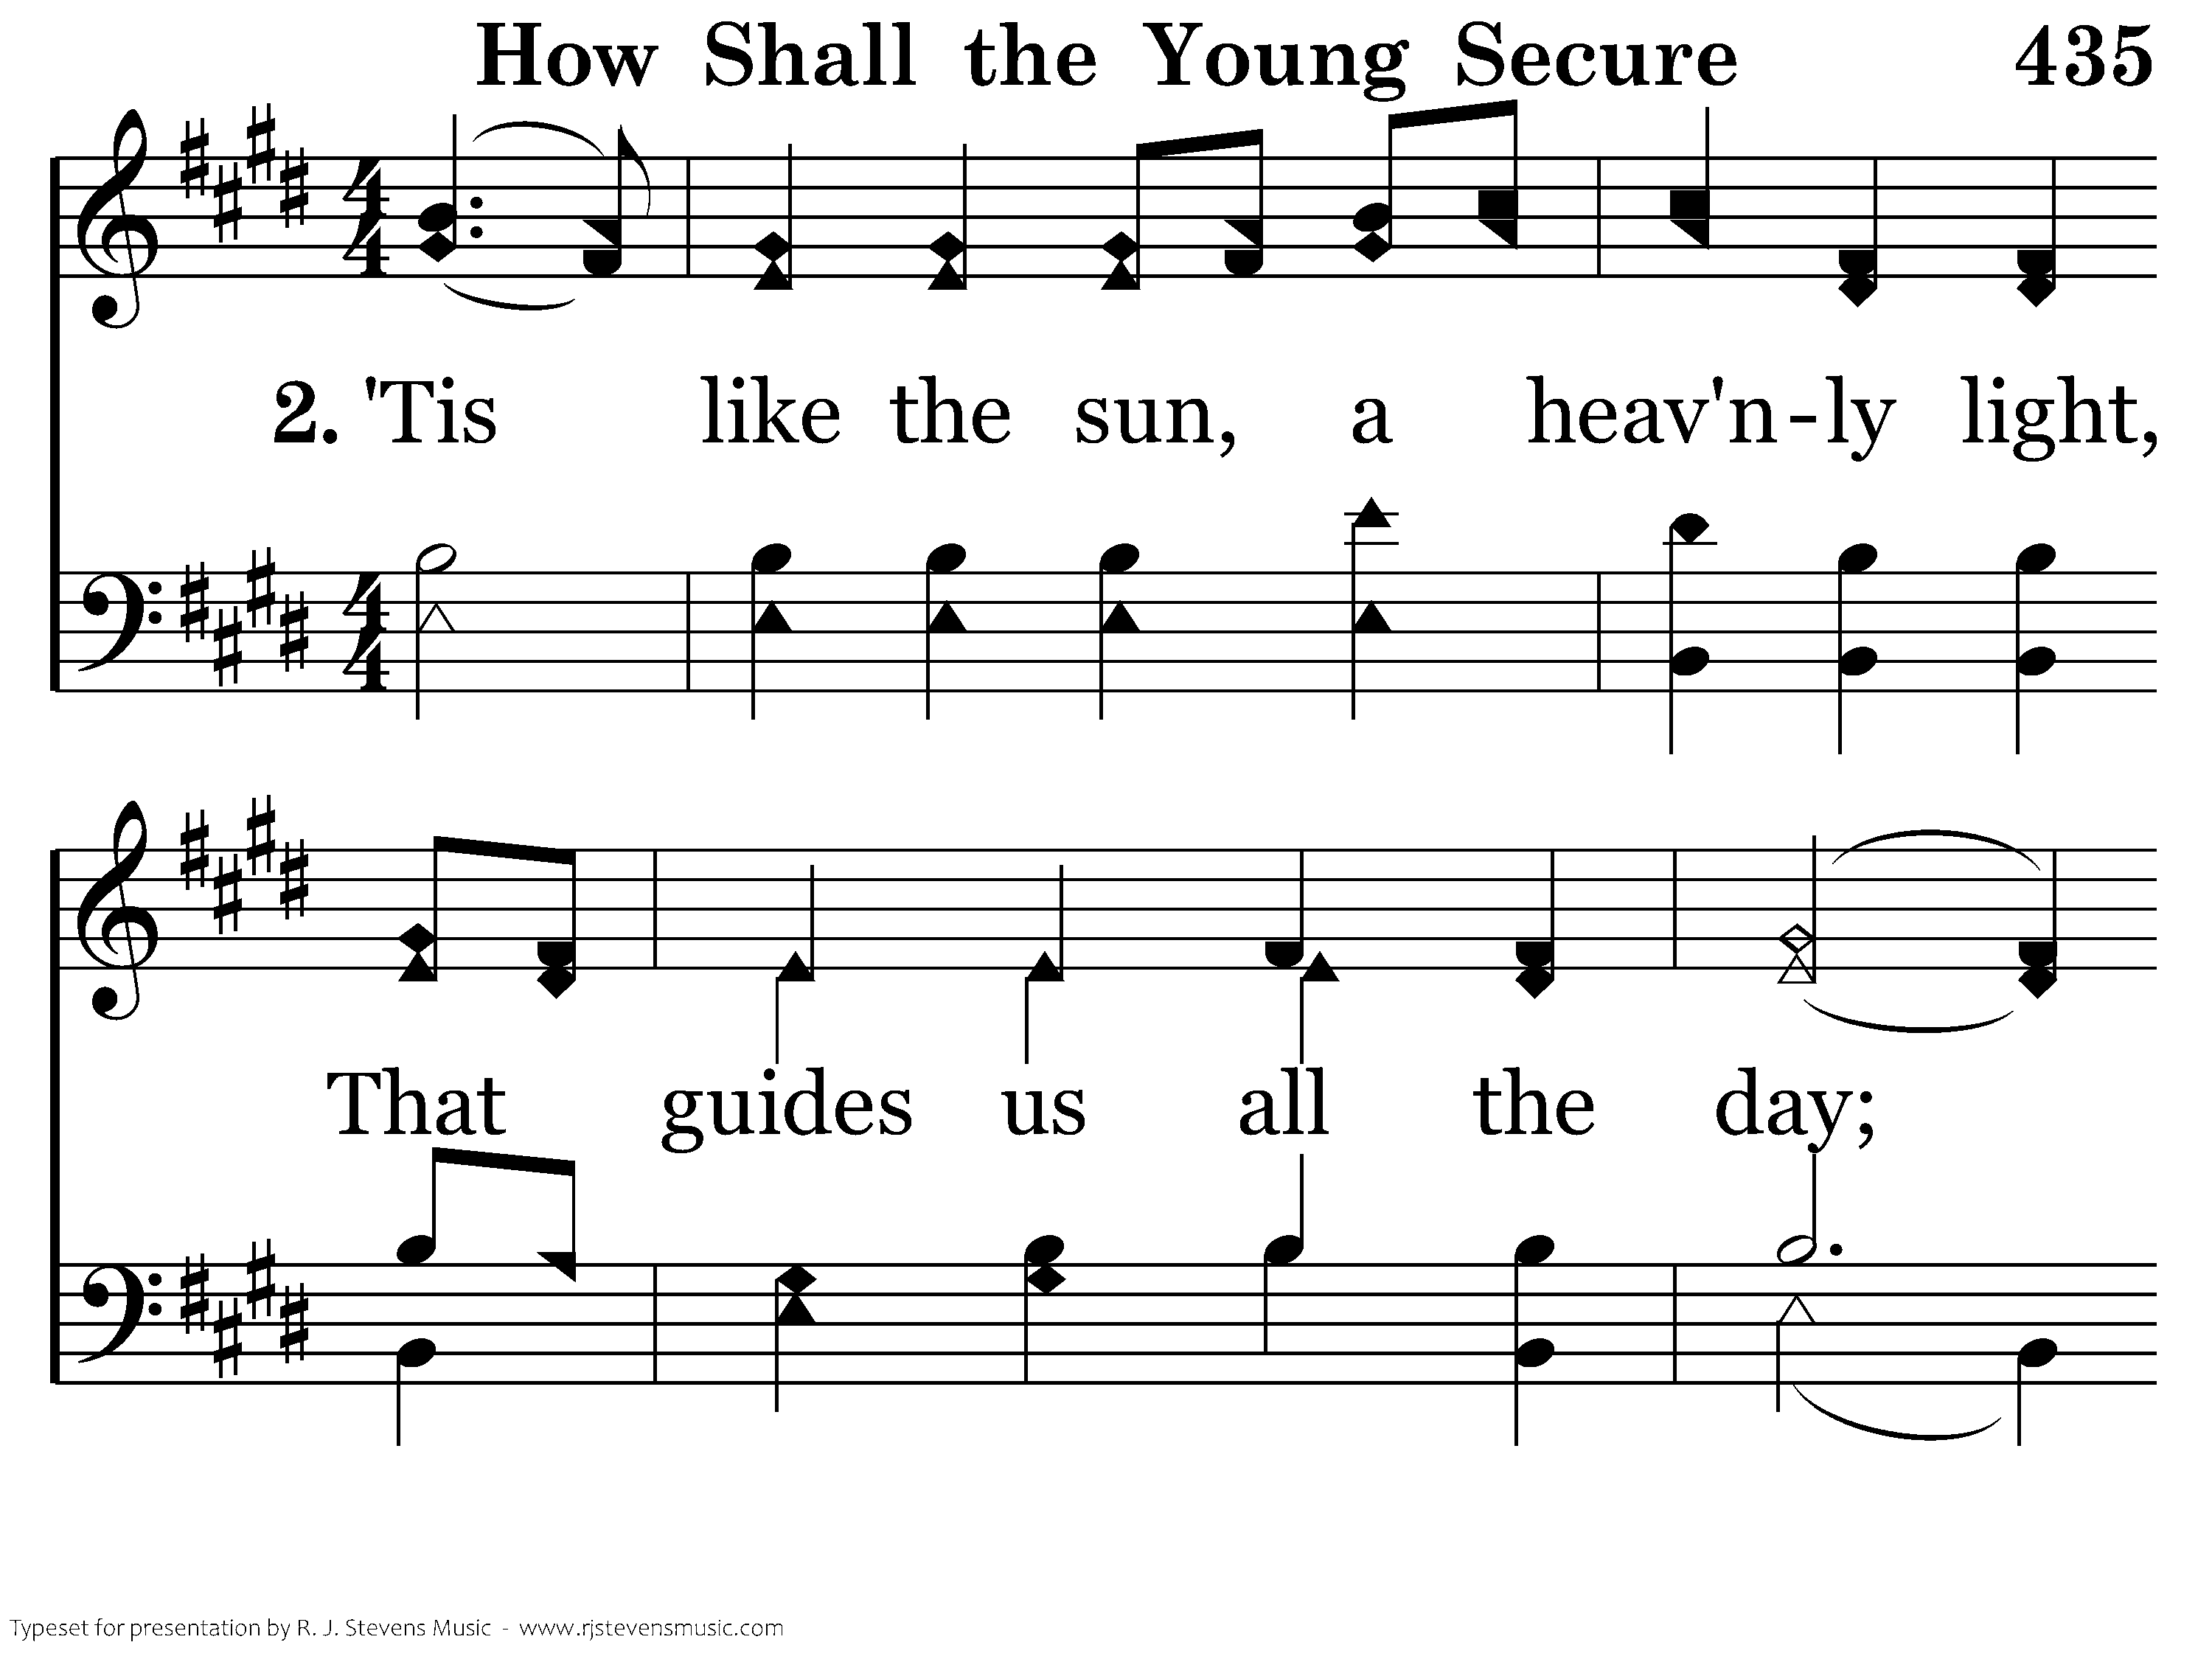 How Shall the Young Secure 435
2. 'Tis like the sun, a heav'n-ly light,
That guides us all the day;
Typeset for presentation by R. J. Stevens Music - www.rjstevensmusic.com